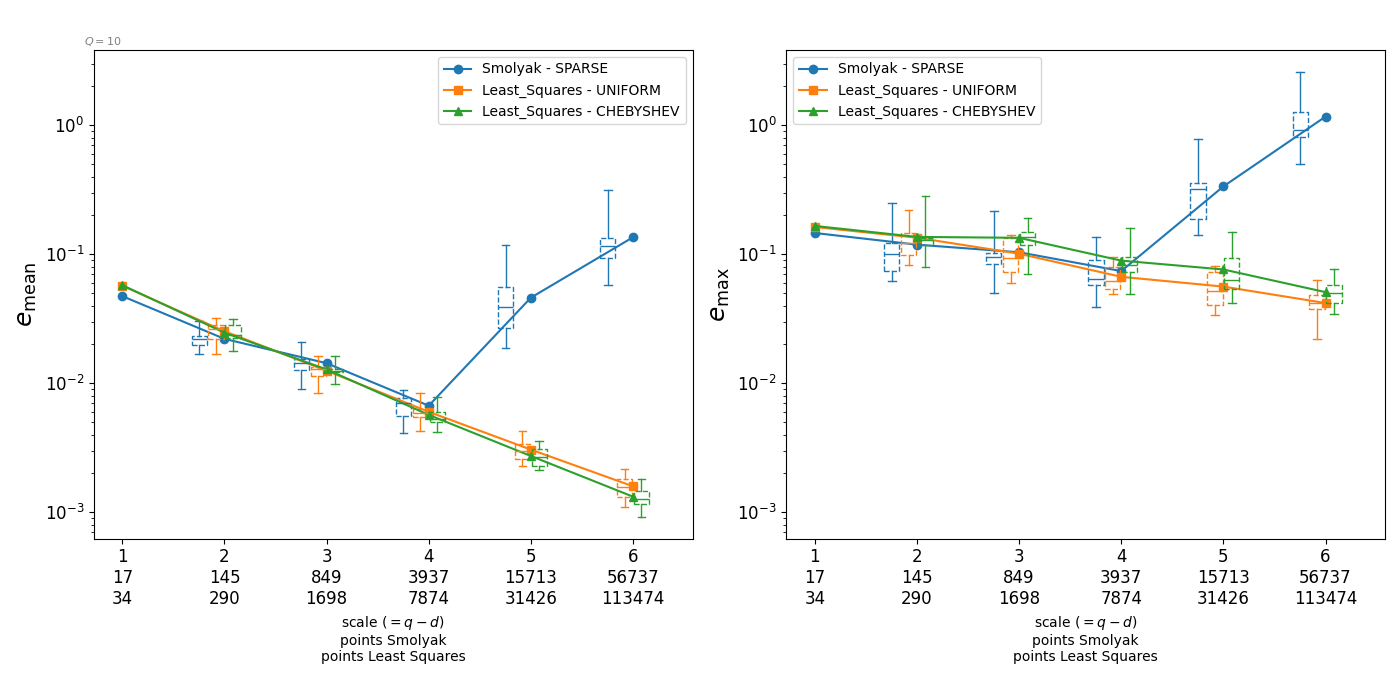 Q = 10
Smolyak - SPARSE
Least_Squares - UNIFORM
Least_Squares - CHEBYSHEV
10^0
10^-1
10^-2
10^-3
e_mean
1 2 3 4 5 6
17 145 849 3937 15713 56737
34 290 1698 7874 31426 113474
scale (= q − d)
points Smolyak
points Least Squares
Smolyak - SPARSE
Least_Squares - UNIFORM
Least_Squares - CHEBYSHEV
10^0
10^-1
10^-2
10^-3
e_max
1 2 3 4 5 6
17 145 849 3937 15713 56737
34 290 1698 7874 31426 113474
scale (= q − d)
points Smolyak
points Least Squares